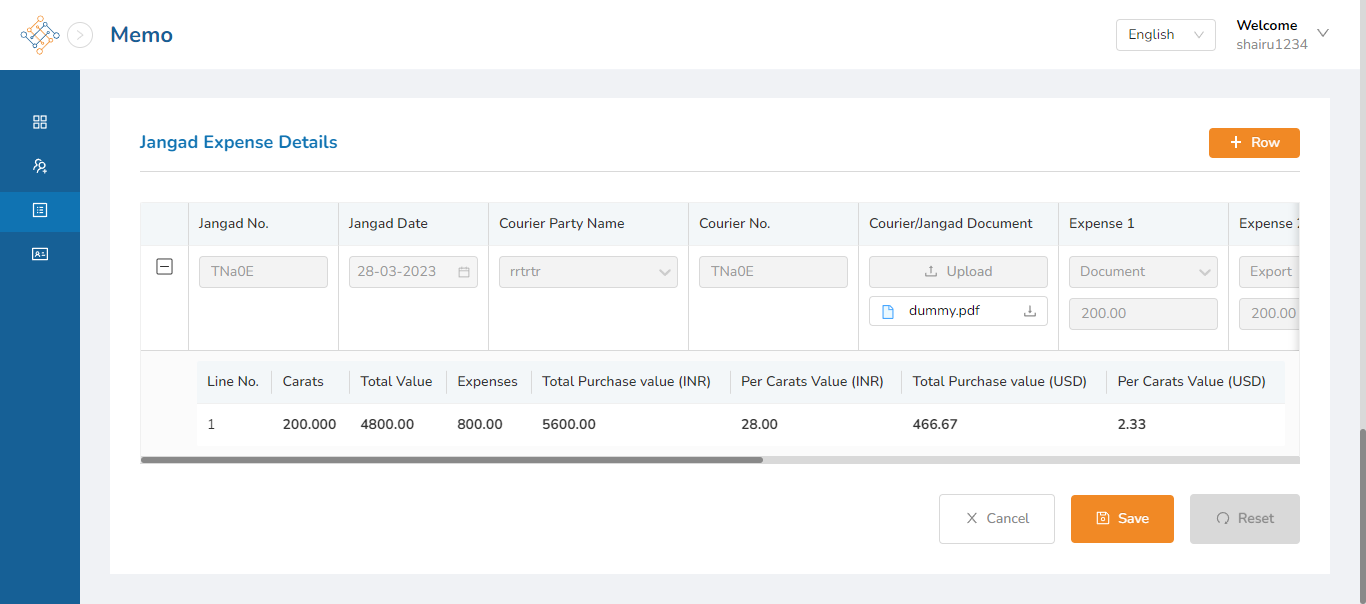 Memo
English
Welcome
shairu1234
Jangad Expense Details
Row
Jangad No. Jangad Date Courier Party Name Courier No. Courier/Jangad Document Expense 1 Expense
TNa0E 28-03-2023 rrtrtr TNa0E Upload Document Export
dummy.pdf 200.00 200.00
Line No. Carats Total Value Expenses Total Purchase value (INR) Per Carats Value (INR) Total Purchase value (USD) Per Carats Value (USD)
1 200.000 4800.00 800.00 5600.00 28.00 466.67 2.33
Cancel Save Reset